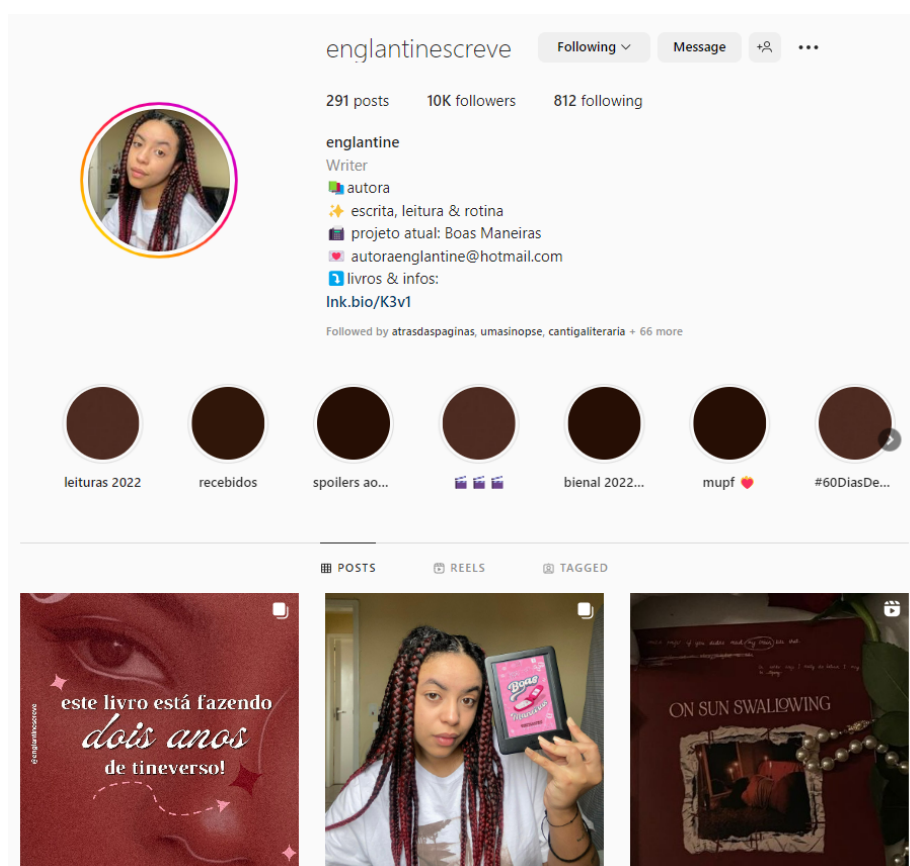 englantinescreve Following Message
291 posts 10K followers 812 following
englantine
Writer
autora
escrita, leitura & rotina
projeto atual: Boas Maneiras
autoraenglantine@hotmail.com
livros & infos:
lnk.bio/K3v1
Followed by atrasdaspaginas, umasinopse, cantigaliteraria + 66 more
leituras 2022 recebidos spoilers ao... bienal 2022... mupf #60DiasDe...
POSTS REELS TAGGED
@englantinescreve
este livro está fazendo
dois anos
de tineverso!
Boas
Maneiras
ON SUN SWALLOWING